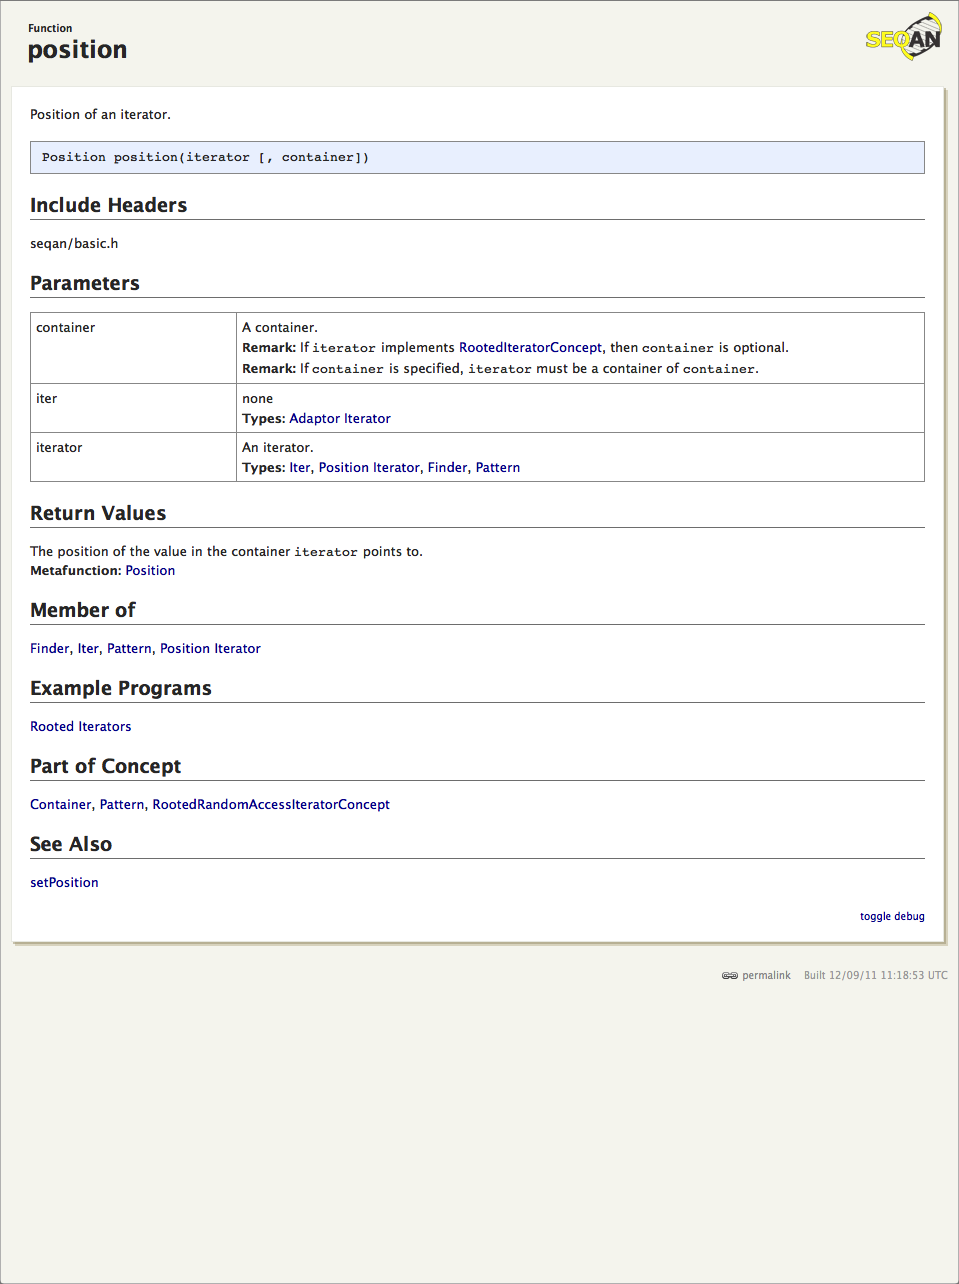 Function
position
SEQAN
Position of an iterator.
Position position(iterator [, container])
Include Headers
seqan/basic.h
Parameters
container
A container.
Remark: If iterator implements RootedIteratorConcept, then container is optional.
Remark: If container is specified, iterator must be a container of container.
iter
none
Types: Adaptor Iterator
iterator
An iterator.
Types: Iter, Position Iterator, Finder, Pattern
Return Values
The position of the value in the container iterator points to.
Metafunction: Position
Member of
Finder, Iter, Pattern, Position Iterator
Example Programs
Rooted Iterators
Part of Concept
Container, Pattern, RootedRandomAccessIteratorConcept
See Also
setPosition
toggle debug
permalink Built 12/09/11 11:18:53 UTC